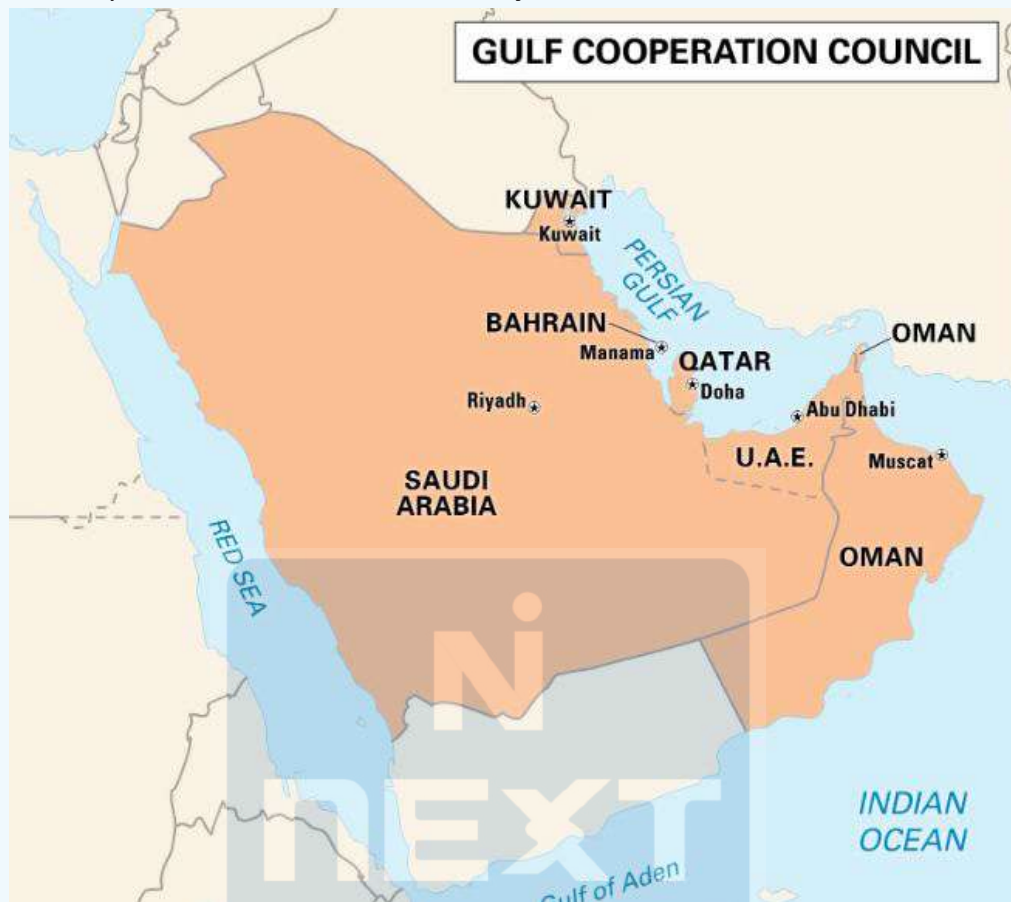 GULF COOPERATION COUNCIL
KUWAIT
Kuwait
PERSIAN
GULF
BAHRAIN
Manama
QATAR
Doha
OMAN
Riyadh
Abu Dhabi
U.A.E.
Muscat
SAUDI
ARABIA
RED SEA
OMAN
INDIAN
OCEAN
Gulf of Aden
NEXT